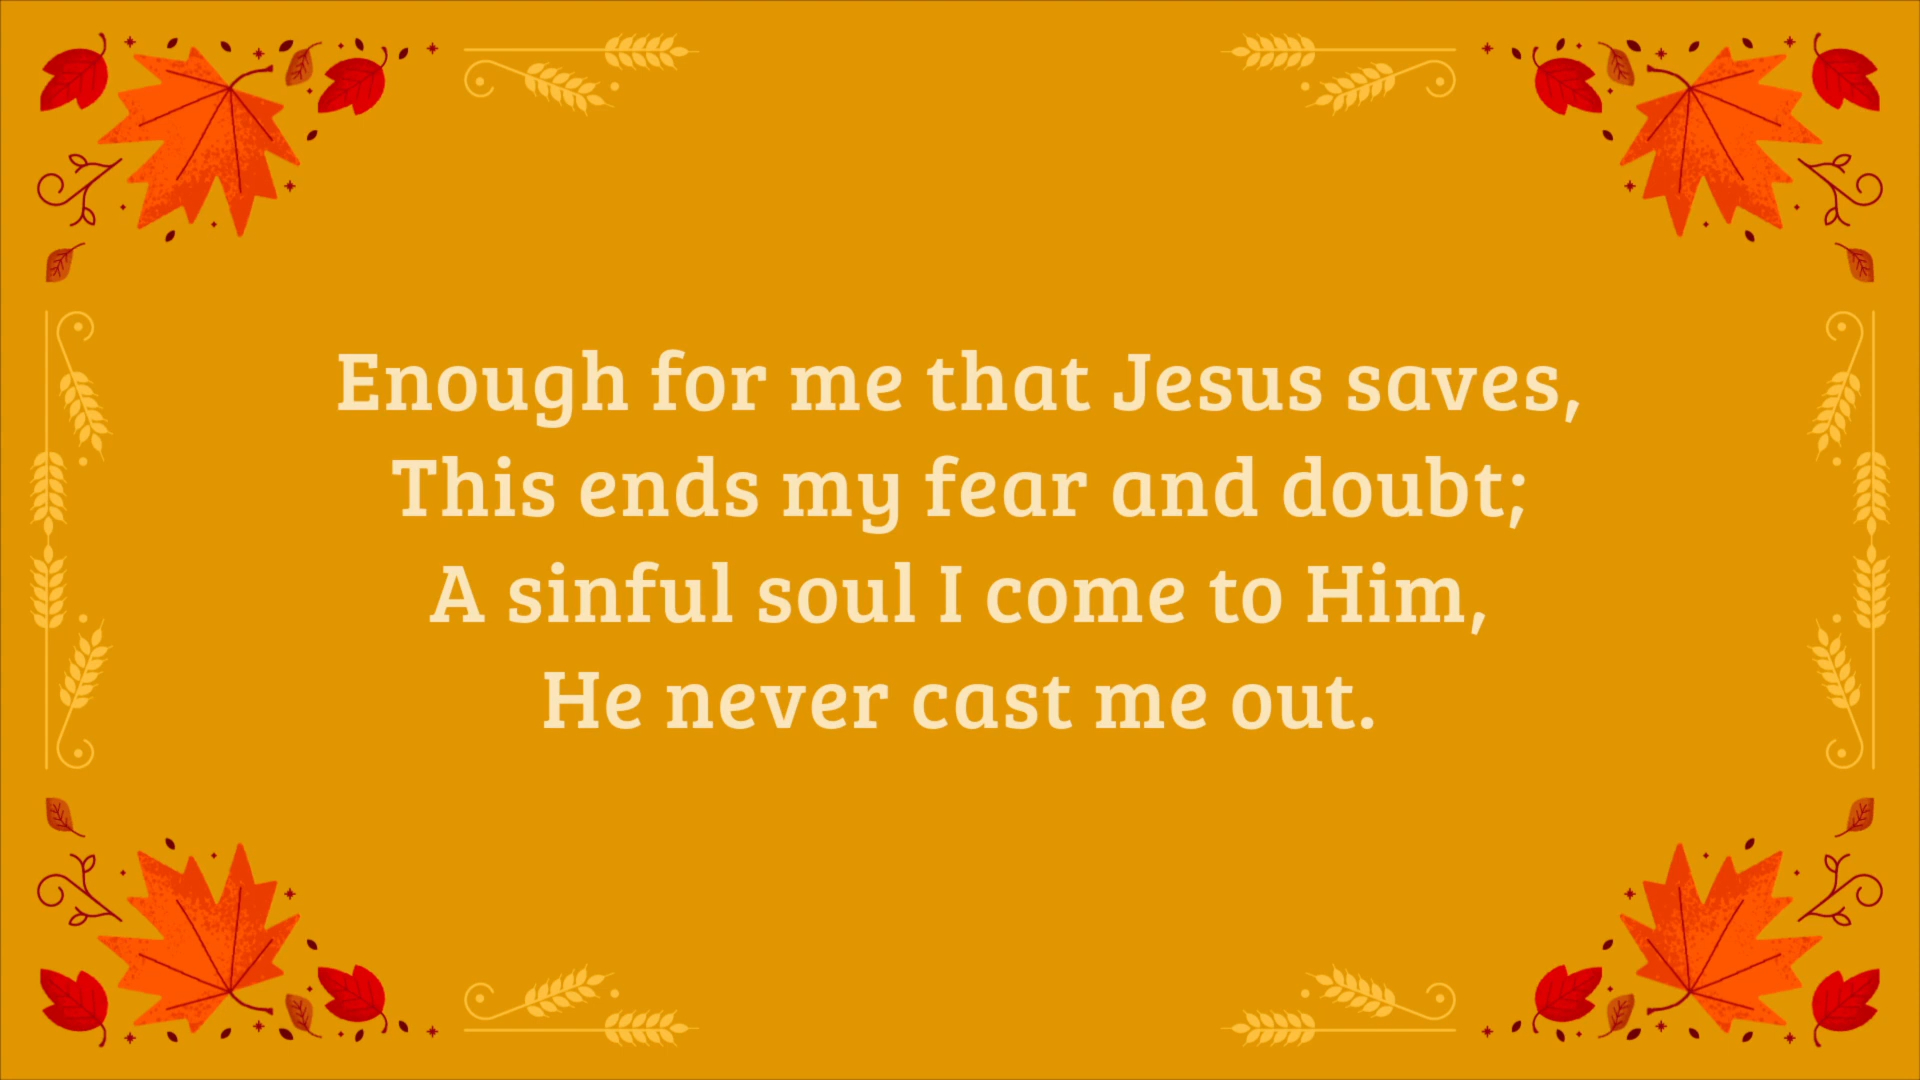 Enough for me that Jesus saves,
This ends my fear and doubt;
A sinful soul I come to Him,
He never cast me out.